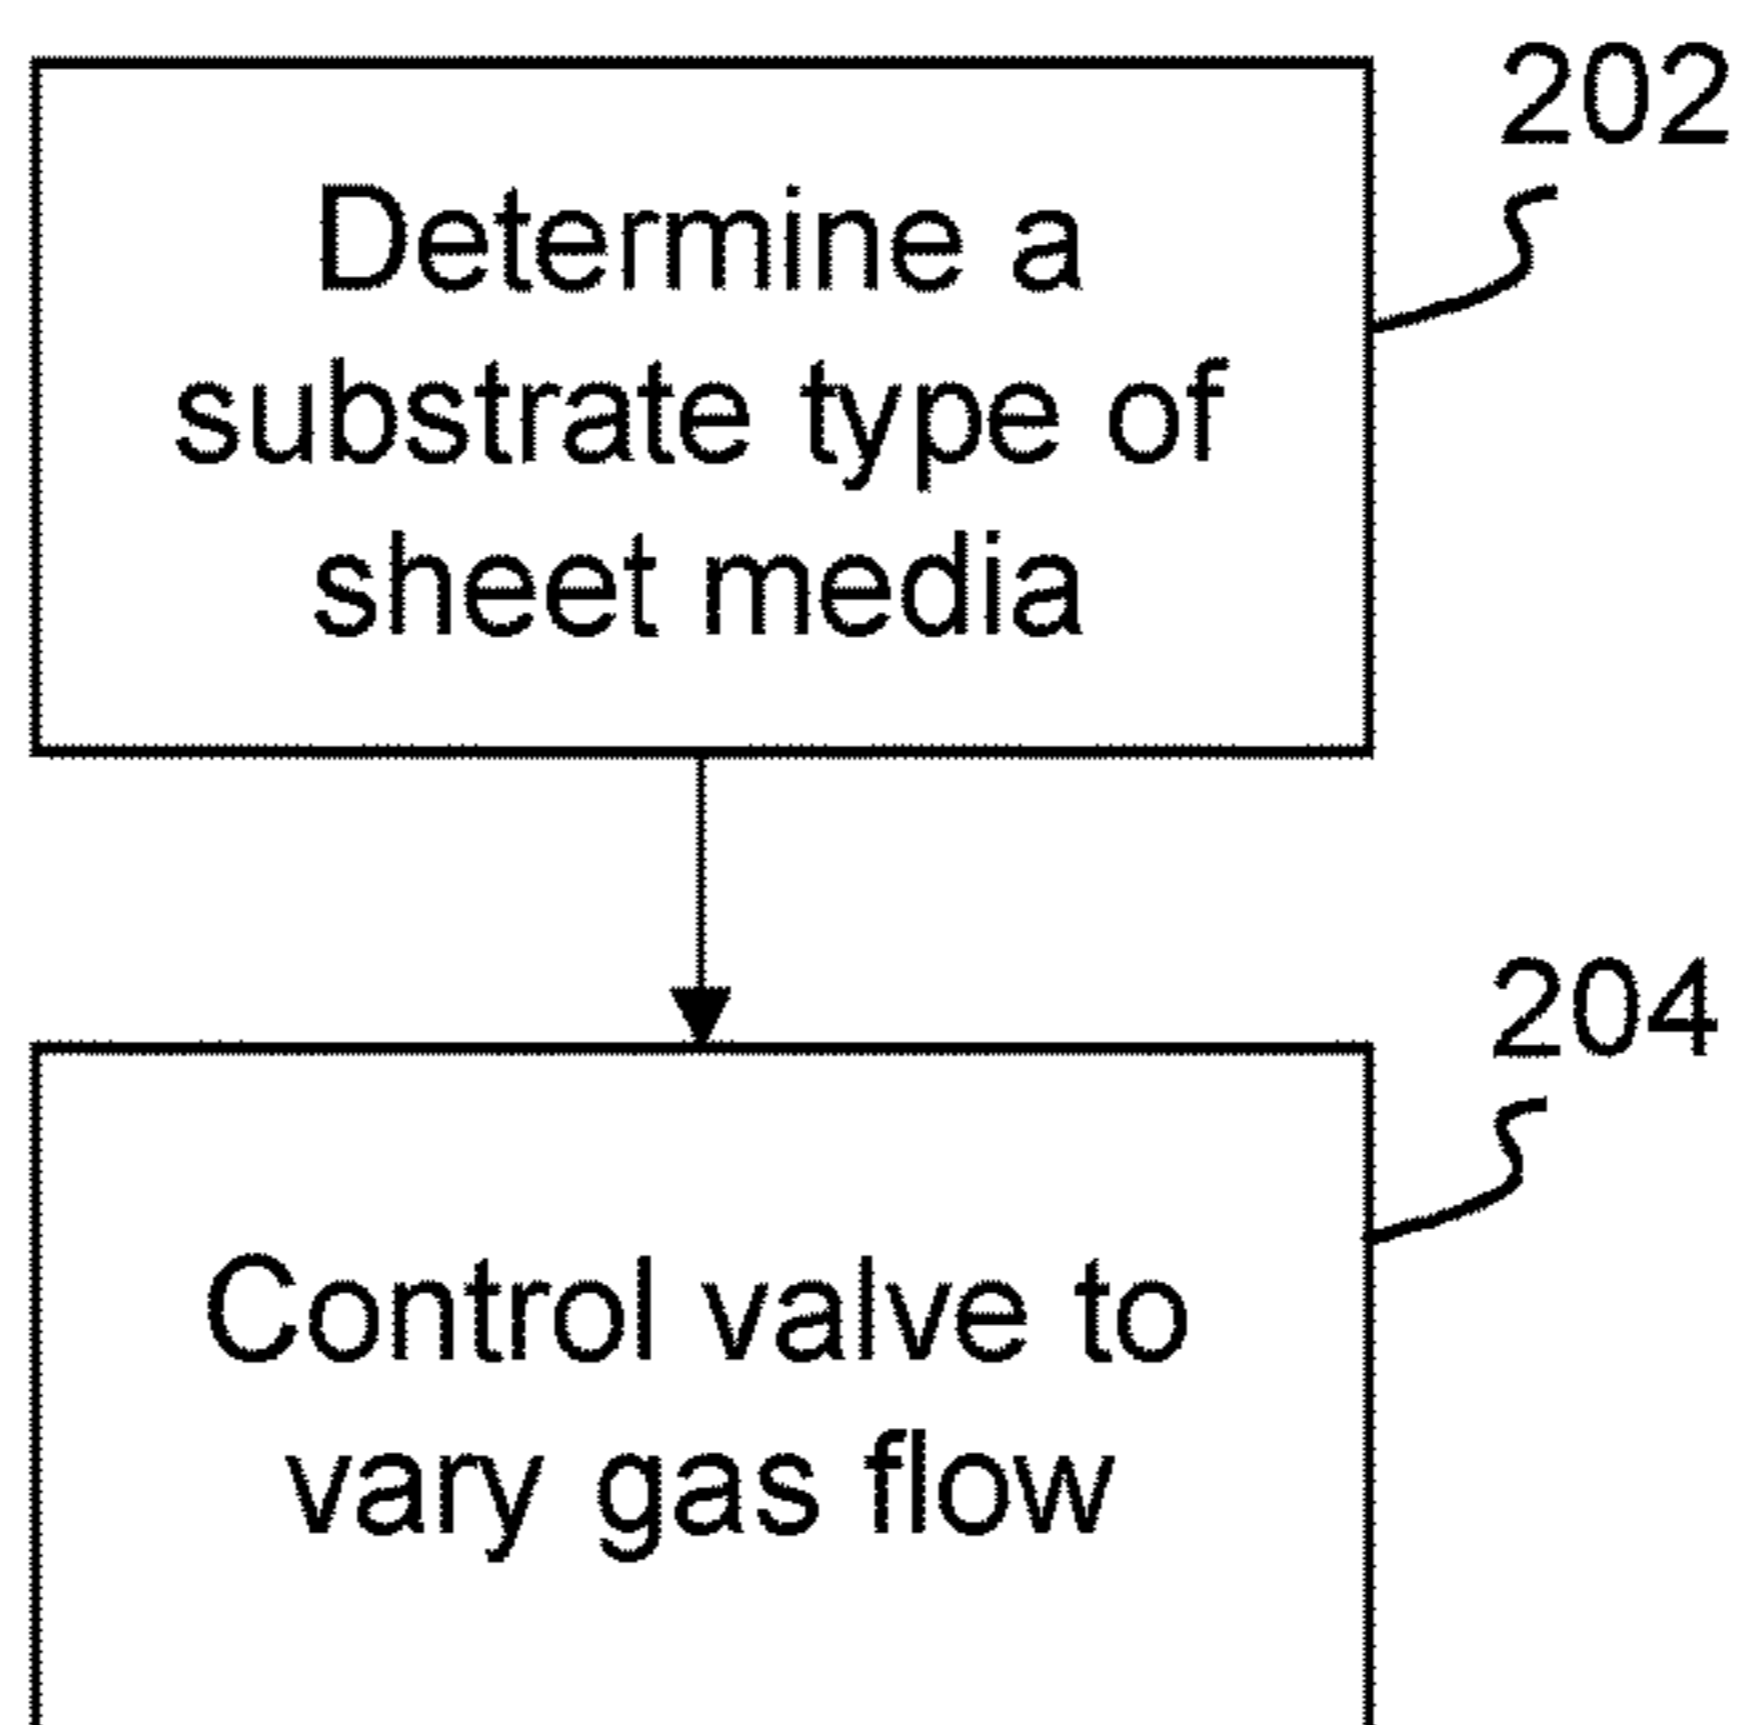 202
Determine a
substrate type of
sheet media
204
Control valve to
vary gas flow